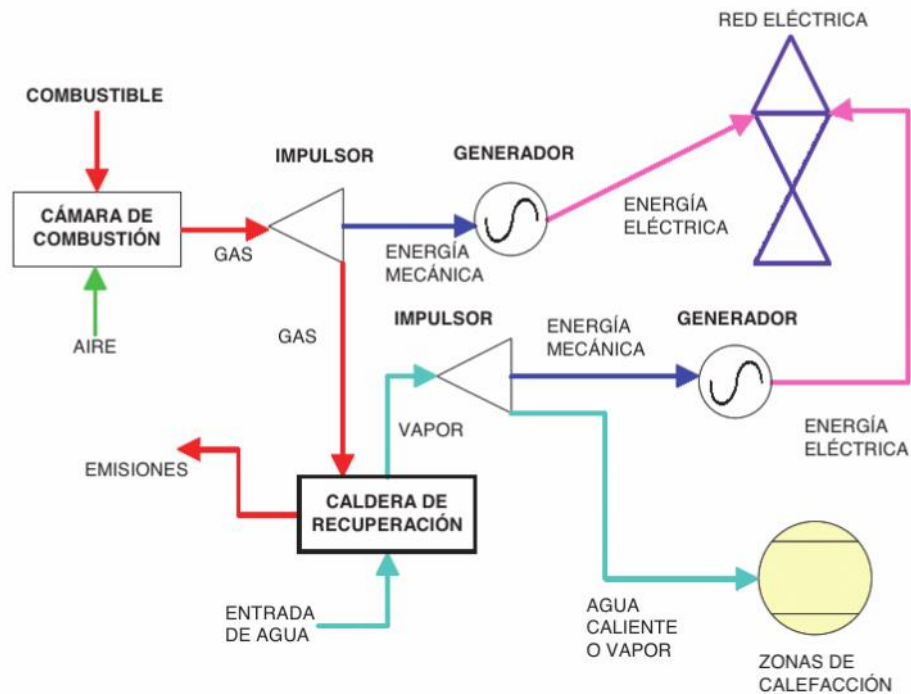 RED ELÉCTRICA
COMBUSTIBLE
IMPULSOR
GENERADOR
CÁMARA DE
COMBUSTIÓN
GAS
ENERGÍA
MECÁNICA
ENERGÍA
ELÉCTRICA
AIRE
GAS
IMPULSOR
ENERGÍA
MECÁNICA
GENERADOR
VAPOR
ENERGÍA
ELÉCTRICA
EMISIONES
CALDERA DE
RECUPERACIÓN
ENTRADA
DE AGUA
AGUA
CALIENTE
O VAPOR
ZONAS DE
CALEFACCIÓN